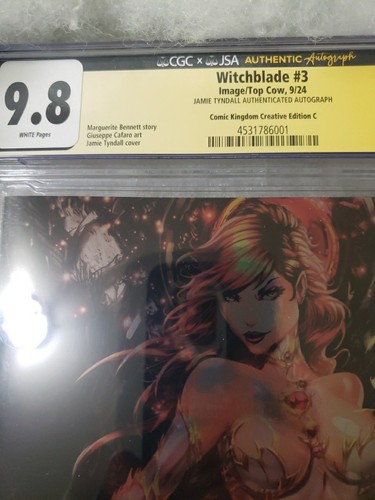 CGC x JSA AUTHENTIC Autograph
9.8
WHITE Pages
Witchblade #3
Image/Top Cow, 9/24
JAMIE TYNDALL AUTHENTICATED AUTOGRAPH
Comic Kingdom Creative Edition C
4531786001
Marguerite Bennett story
Giuseppe Cafaro art
Jamie Tyndall cover